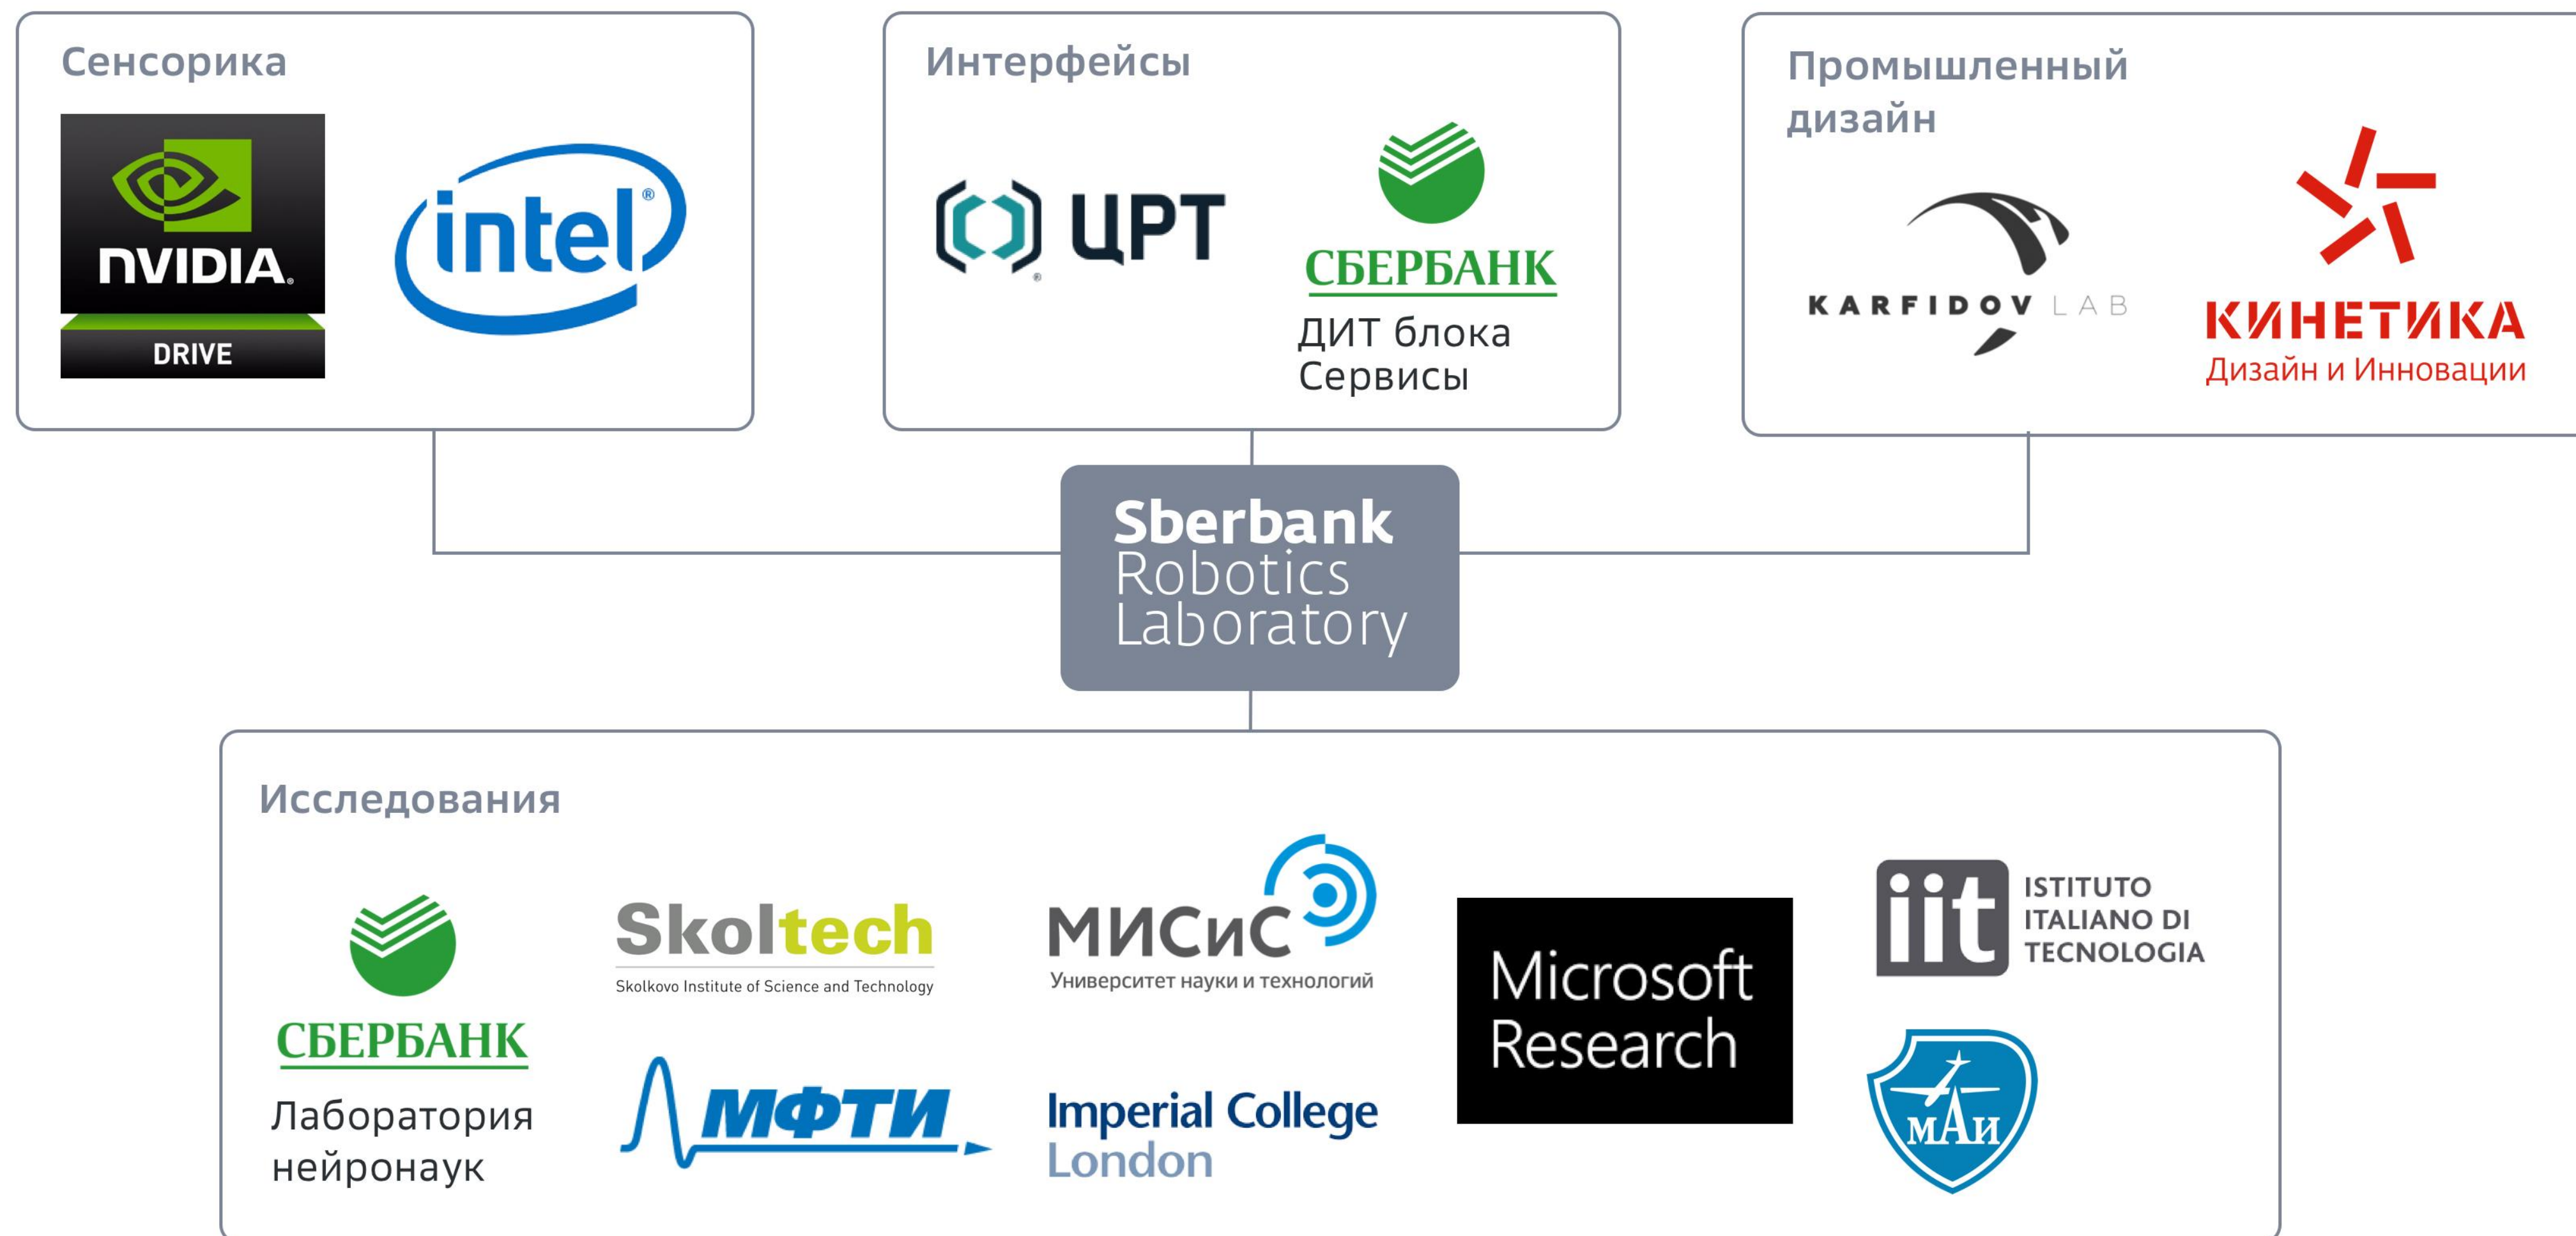 Сенсорика
NVIDIA®
DRIVE
intel®
Интерфейсы
ЦРТ
®
СБЕРБАНК
ДИТ блока
Сервисы
Промышленный
дизайн
KARFIDOV LAB
КИНЕТИКА
Дизайн и Инновации
Sberbank
Robotics
Laboratory
Исследования
СБЕРБАНК
Лаборатория
нейронаук
Skoltech
Skolkovo Institute of Science and Technology
МФТИ
МИСиС
Университет науки и технологий
Imperial College
London
Microsoft
Research
iit
ISTITUTO
ITALIANO DI
TECNOLOGIA
МАИ